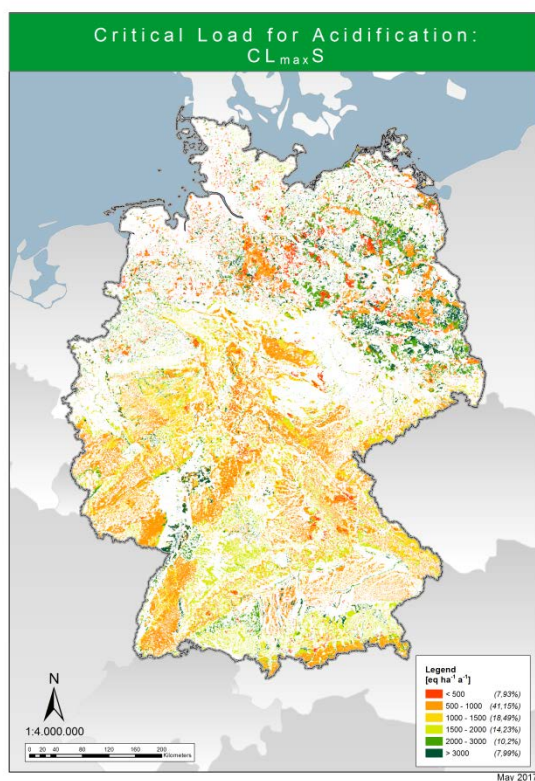 Critical Load for Acidification:
CLmaxS
N
1:4.000.000
0 20 40 80 120 160 200
Kilometers
Legend
[eq ha⁻¹ a⁻¹]
< 500 (7,93%)
500 - 1000 (41,15%)
1000 - 1500 (18,49%)
1500 - 2000 (14,23%)
2000 - 3000 (10,2%)
> 3000 (7,99%)
May 2017